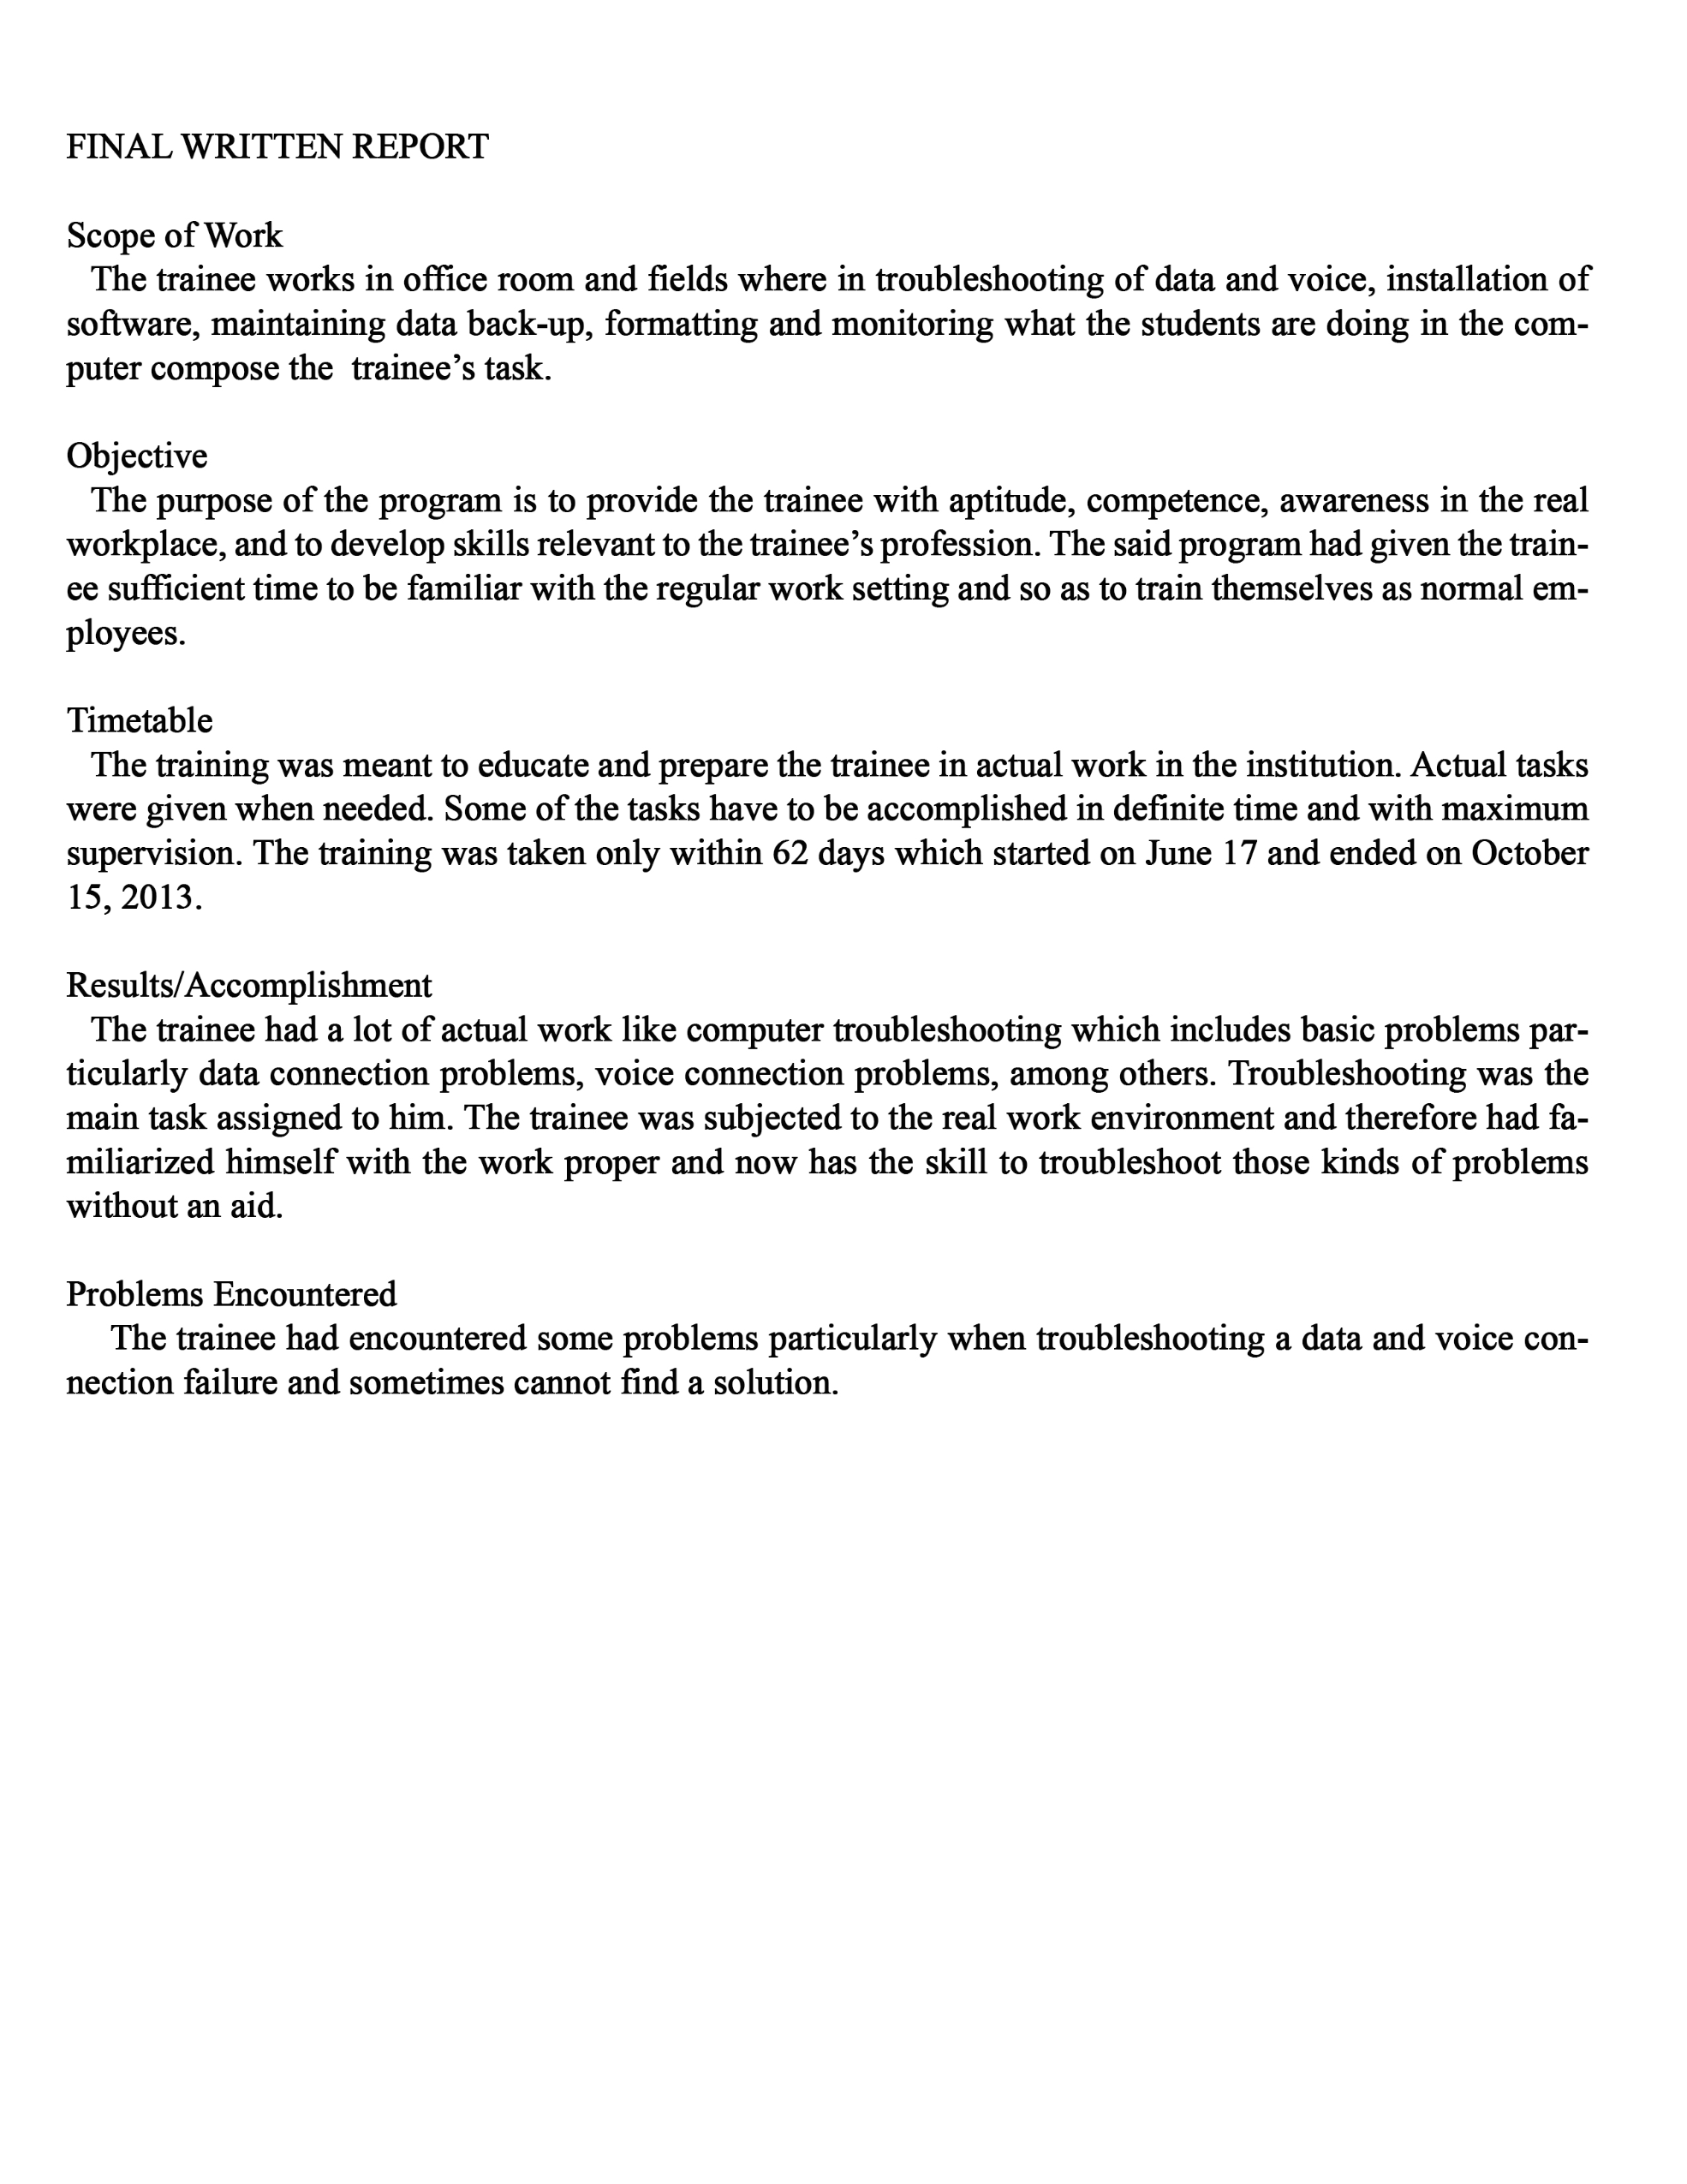 FINAL WRITTEN REPORT
Scope of Work
The trainee works in office room and fields where in troubleshooting of data and voice, installation of
software, maintaining data back-up, formatting and monitoring what the students are doing in the com-
puter compose the  trainee’s task.
Objective
The purpose of the program is to provide the trainee with aptitude, competence, awareness in the real
workplace, and to develop skills relevant to the trainee’s profession. The said program had given the train-
ee sufficient time to be familiar with the regular work setting and so as to train themselves as normal em-
ployees.
Timetable
The training was meant to educate and prepare the trainee in actual work in the institution. Actual tasks
were given when needed. Some of the tasks have to be accomplished in definite time and with maximum
supervision. The training was taken only within 62 days which started on June 17 and ended on October
15, 2013.
Results/Accomplishment
The trainee had a lot of actual work like computer troubleshooting which includes basic problems par-
ticularly data connection problems, voice connection problems, among others. Troubleshooting was the
main task assigned to him. The trainee was subjected to the real work environment and therefore had fa-
miliarized himself with the work proper and now has the skill to troubleshoot those kinds of problems
without an aid.
Problems Encountered
The trainee had encountered some problems particularly when troubleshooting a data and voice con-
nection failure and sometimes cannot find a solution.